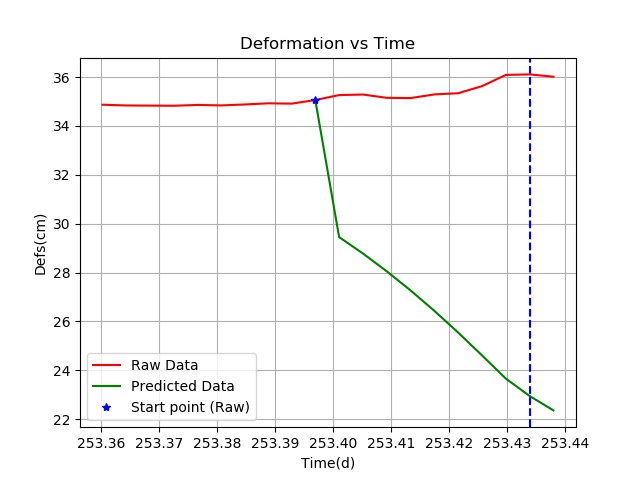 Deformation vs Time
36
34
32
30
28
26
24
22
Defs(cm)
Raw Data
Predicted Data
Start point (Raw)
253.36 253.37 253.38 253.39 253.40 253.41 253.42 253.43 253.44
Time(d)